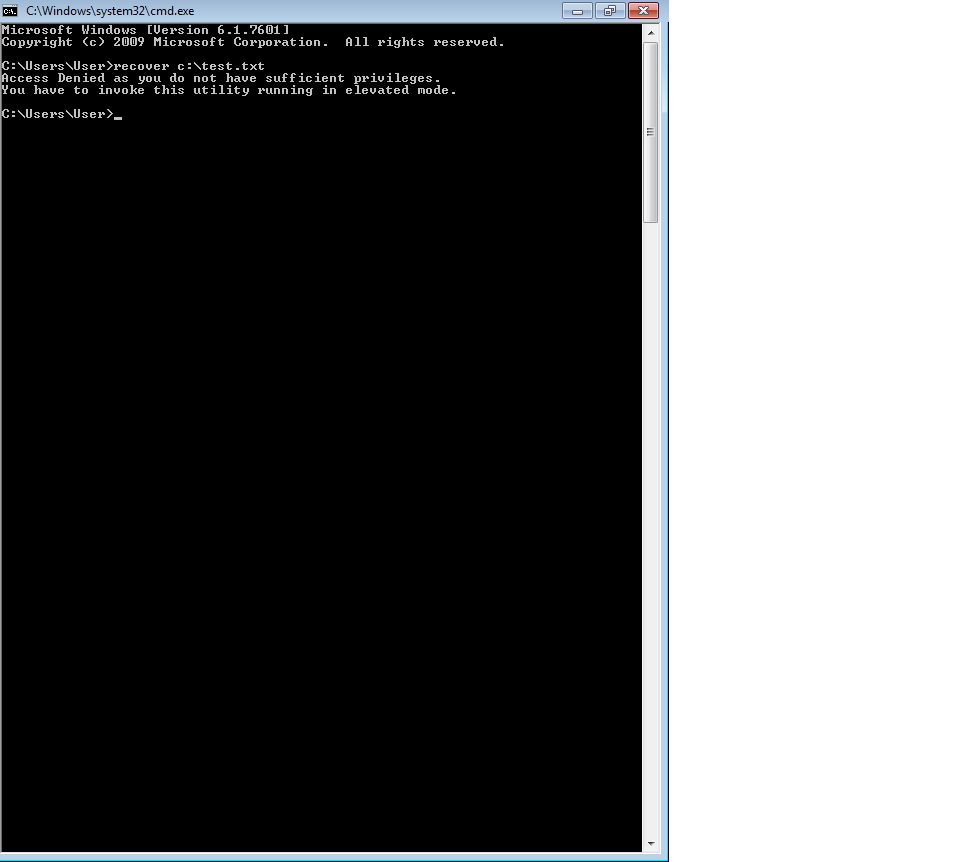 C:\Windows\system32\cmd.exe
Microsoft Windows [Version 6.1.7601]
Copyright (c) 2009 Microsoft Corporation.  All rights reserved.
C:\Users\User>recover c:\test.txt
Access Denied as you do not have sufficient privileges.
You have to invoke this utility running in elevated mode.
C:\Users\User>_